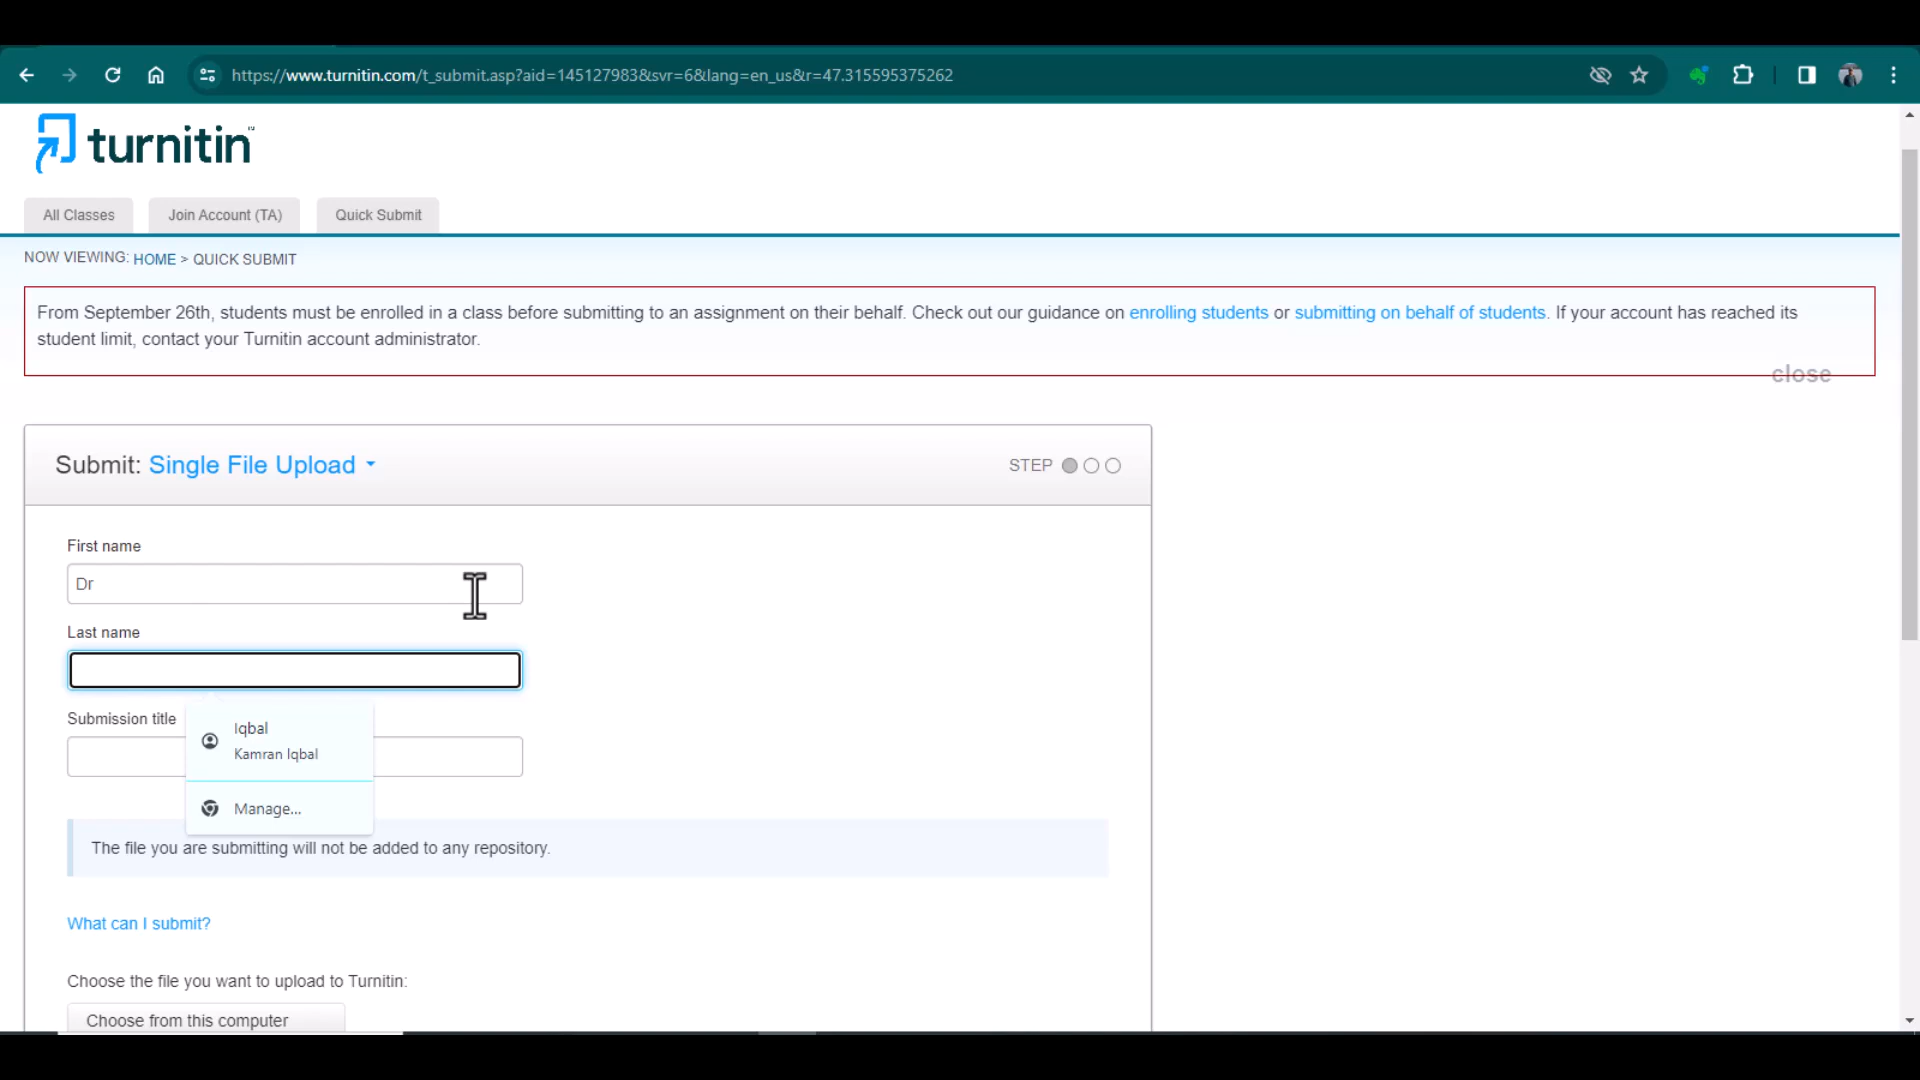 https://www.turnitin.com/t_submit.asp?aid=145127983&svr=6&lang=en_us&r=47.315595375262
turnitin™
All Classes
Join Account (TA)
Quick Submit
NOW VIEWING: HOME > QUICK SUBMIT
From September 26th, students must be enrolled in a class before submitting to an assignment on their behalf. Check out our guidance on enrolling students or submitting on behalf of students. If your account has reached its
student limit, contact your Turnitin account administrator.
close
Submit: Single File Upload
STEP
First name
Dr
Last name
Submission title
Iqbal
Kamran Iqbal
Manage...
The file you are submitting will not be added to any repository.
What can I submit?
Choose the file you want to upload to Turnitin:
Choose from this computer